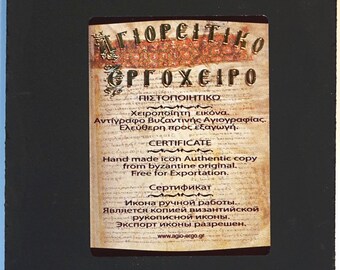 ΑΓΙΟΡΕΙΤΙΚΟ
ΕΡΓΟΧΕΙΡΟ
ΠΙΣΤΟΠΟΙΗΤΙΚΟ
Χειροποίητη εικόνα.
Αντίγραφο Βυζαντινής Αγιογραφίας.
Ελεύθερη προς εξαγωγή.
CERTIFICATE
Hand made icon Authentic copy
from byzantine original.
Free for Exportation.
Сертификат
Икона ручной работы..
Является копией византийской
рукописной иконы.
Экспорт иконы разрешен.
www.agio-ergo.gr